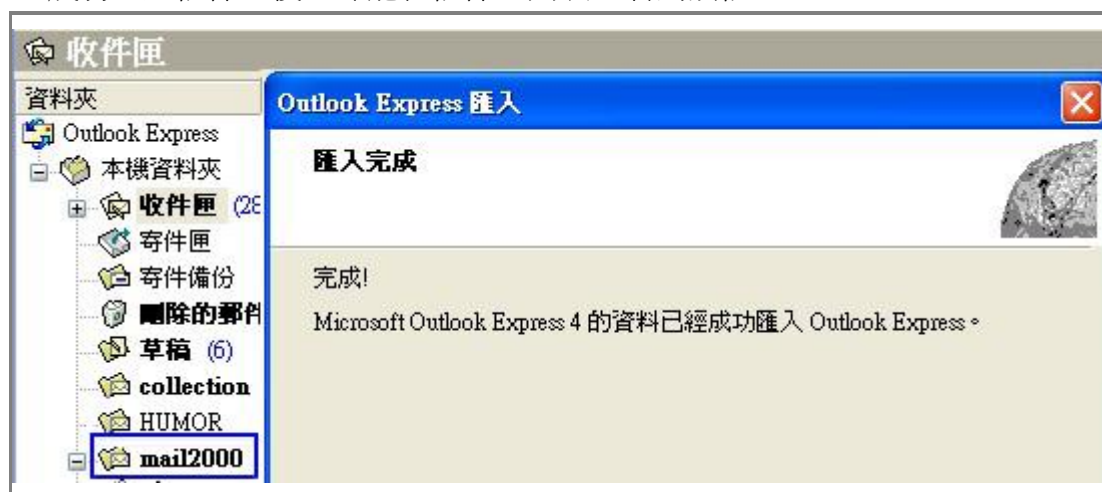 收件匣
資料夾
Outlook Express
本機資料夾
收件匣 (28
寄件匣
寄件備份
刪除的郵件
草稿 (6)
collection
HUMOR
mail2000
Outlook Express 匯入
匯入完成
完成!
Microsoft Outlook Express 4 的資料已經成功匯入 Outlook Express。